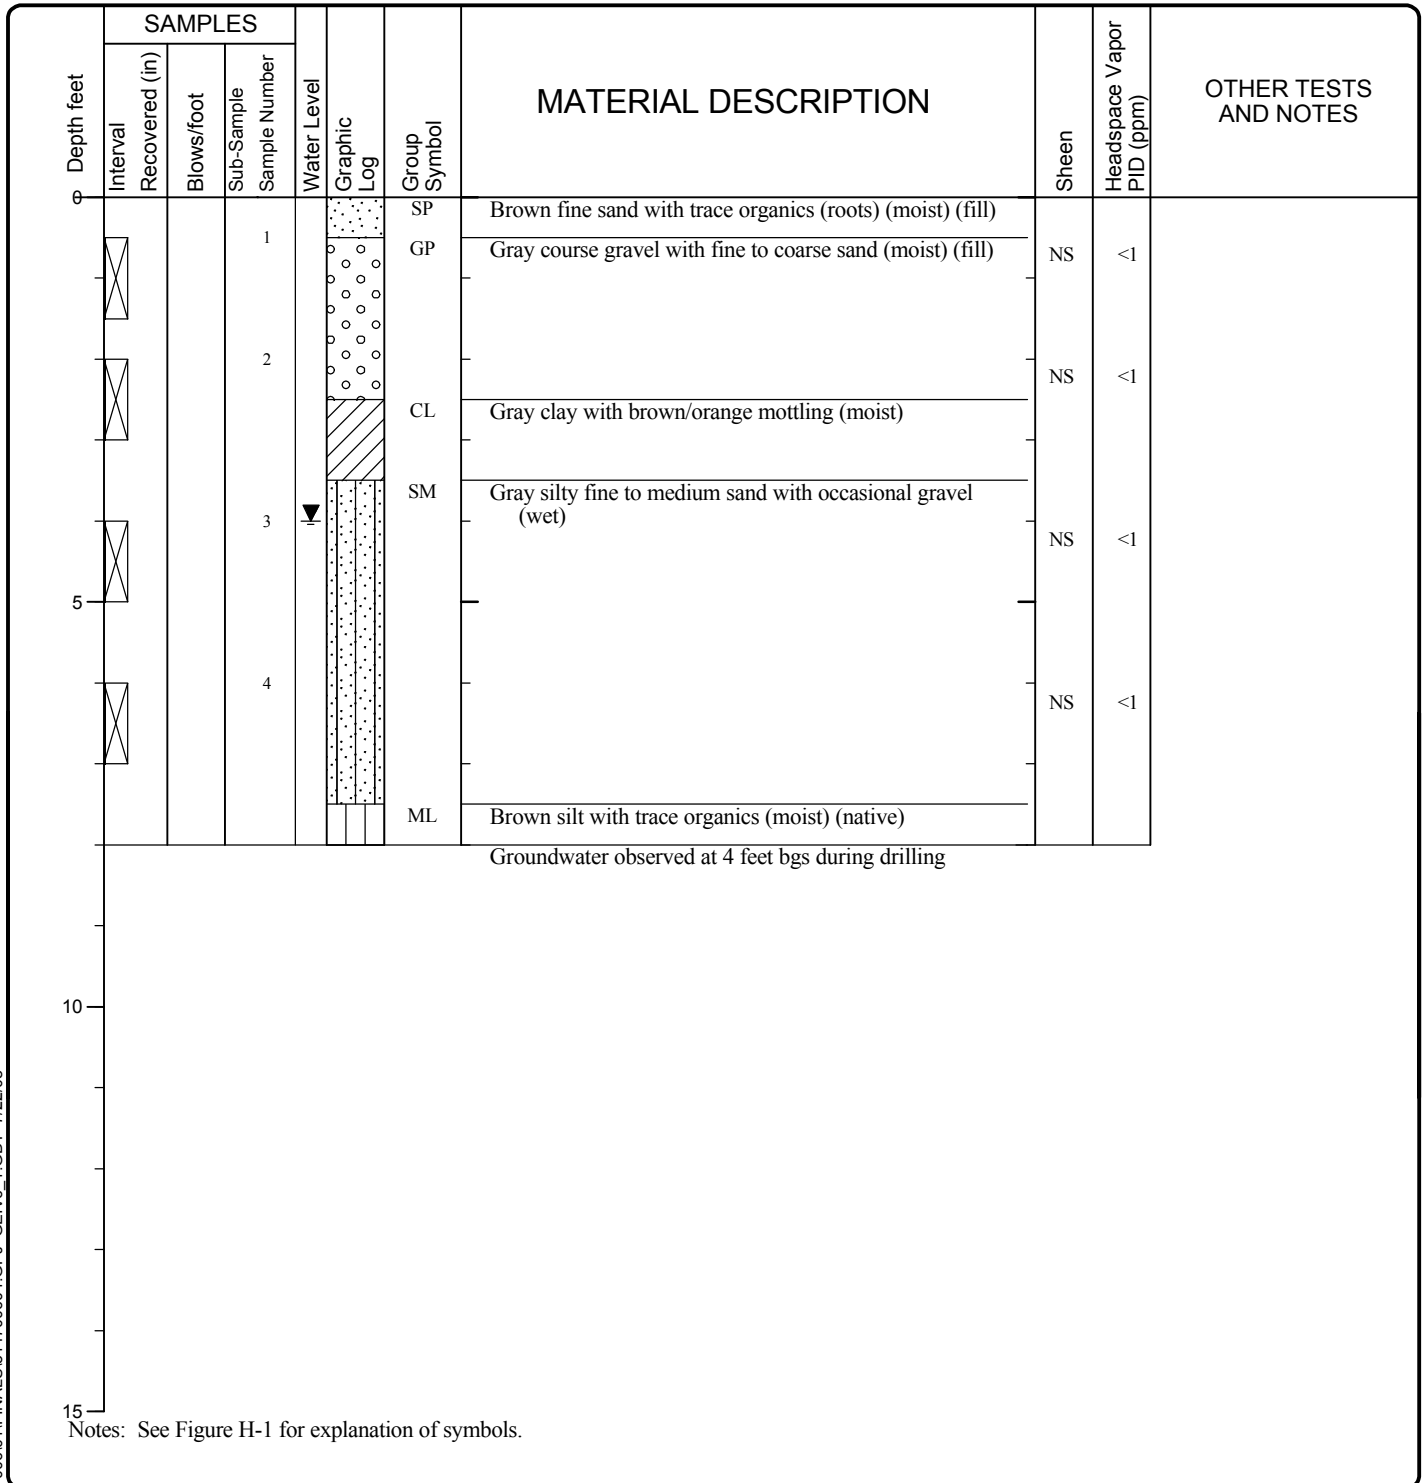 SAMPLES
Depth feet
Interval
Recovered (in)
Blows/foot
Sub-Sample
Sample Number
Water Level
Graphic
Log
Group
Symbol
MATERIAL DESCRIPTION
Sheen
Headspace Vapor
PID (ppm)
OTHER TESTS
AND NOTES
0
SP
Brown fine sand with trace organics (roots) (moist) (fill)
1
GP
Gray course gravel with fine to coarse sand (moist) (fill)
NS
<1
2
NS
<1
CL
Gray clay with brown/orange mottling (moist)
SM
Gray silty fine to medium sand with occasional gravel
(wet)
3
NS
<1
5
4
NS
<1
ML
Brown silt with trace organics (moist) (native)
Groundwater observed at 4 feet bgs during drilling
10
15
Notes: See Figure H-1 for explanation of symbols.